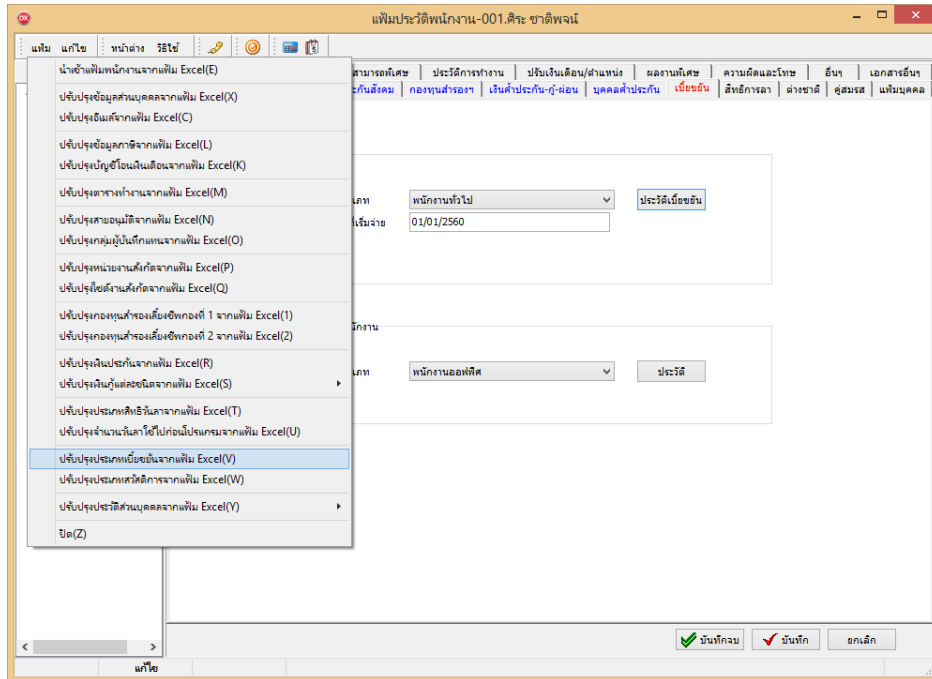 แฟ้มประวัติพนักงาน-001.ศิระ ชาติพจน์
แฟ้ม แก้ไข หน้าต่าง วิธีใช้
นำเข้าแฟ้มพนักงานจากแฟ้ม Excel(E)
ปรับปรุงข้อมูลส่วนบุคคลจากแฟ้ม Excel(X)
ปรับปรุงอีเมล์จากแฟ้ม Excel(C)
ปรับปรุงข้อมูลภาษีจากแฟ้ม Excel(L)
ปรับปรุงบัญชีโอนเงินเดือนจากแฟ้ม Excel(K)
ปรับปรุงตารางทำงานจากแฟ้ม Excel(M)
ปรับปรุงสายอนุมัติจากแฟ้ม Excel(N)
ปรับปรุงกลุ่มผู้บันทึกแทนจากแฟ้ม Excel(O)
ปรับปรุงหน่วยงานสังกัดจากแฟ้ม Excel(P)
ปรับปรุงไซต์งานสังกัดจากแฟ้ม Excel(Q)
ปรับปรุงกองทุนสำรองเลี้ยงชีพกองที่ 1 จากแฟ้ม Excel(1)
ปรับปรุงกองทุนสำรองเลี้ยงชีพกองที่ 2 จากแฟ้ม Excel(2)
ปรับปรุงเงินประกันจากแฟ้ม Excel(R)
ปรับปรุงเงินกู้แต่ละชนิดจากแฟ้ม Excel(S)
ปรับปรุงประเภทสิทธิวันลาจากแฟ้ม Excel(T)
ปรับปรุงจำนวนวันลาใช้ไปก่อนโปรแกรมจากแฟ้ม Excel(U)
ปรับปรุงประเภทเบี้ยขยันจากแฟ้ม Excel(V)
ปรับปรุงประเภทสวัสดิการจากแฟ้ม Excel(W)
ปรับปรุงประวัติส่วนบุคคลจากแฟ้ม Excel(Y)
ปิด(Z)
สามารถพิเศษ ประวัติการทำงาน ปรับเงินเดือน/ตำแหน่ง ผลงานพิเศษ ความผิดและโทษ อื่นๆ เอกสารอื่นๆ
ะกันสังคม กองทุนสำรองฯ เงินค้ำประกัน-กู้-ผ่อน บุคคลค้ำประกัน เบี้ยขยัน สิทธิการลา ต่างชาติ คู่สมรส แฟ้มบุคคล
เภท พนักงานทั่วไป ประวัติเบี้ยขยัน
ที่เริ่มจ่าย 01/01/2560
นักงาน
เภท พนักงานออฟฟิศ ประวัติ
บันทึกจบ บันทึก ยกเลิก
แก้ไข